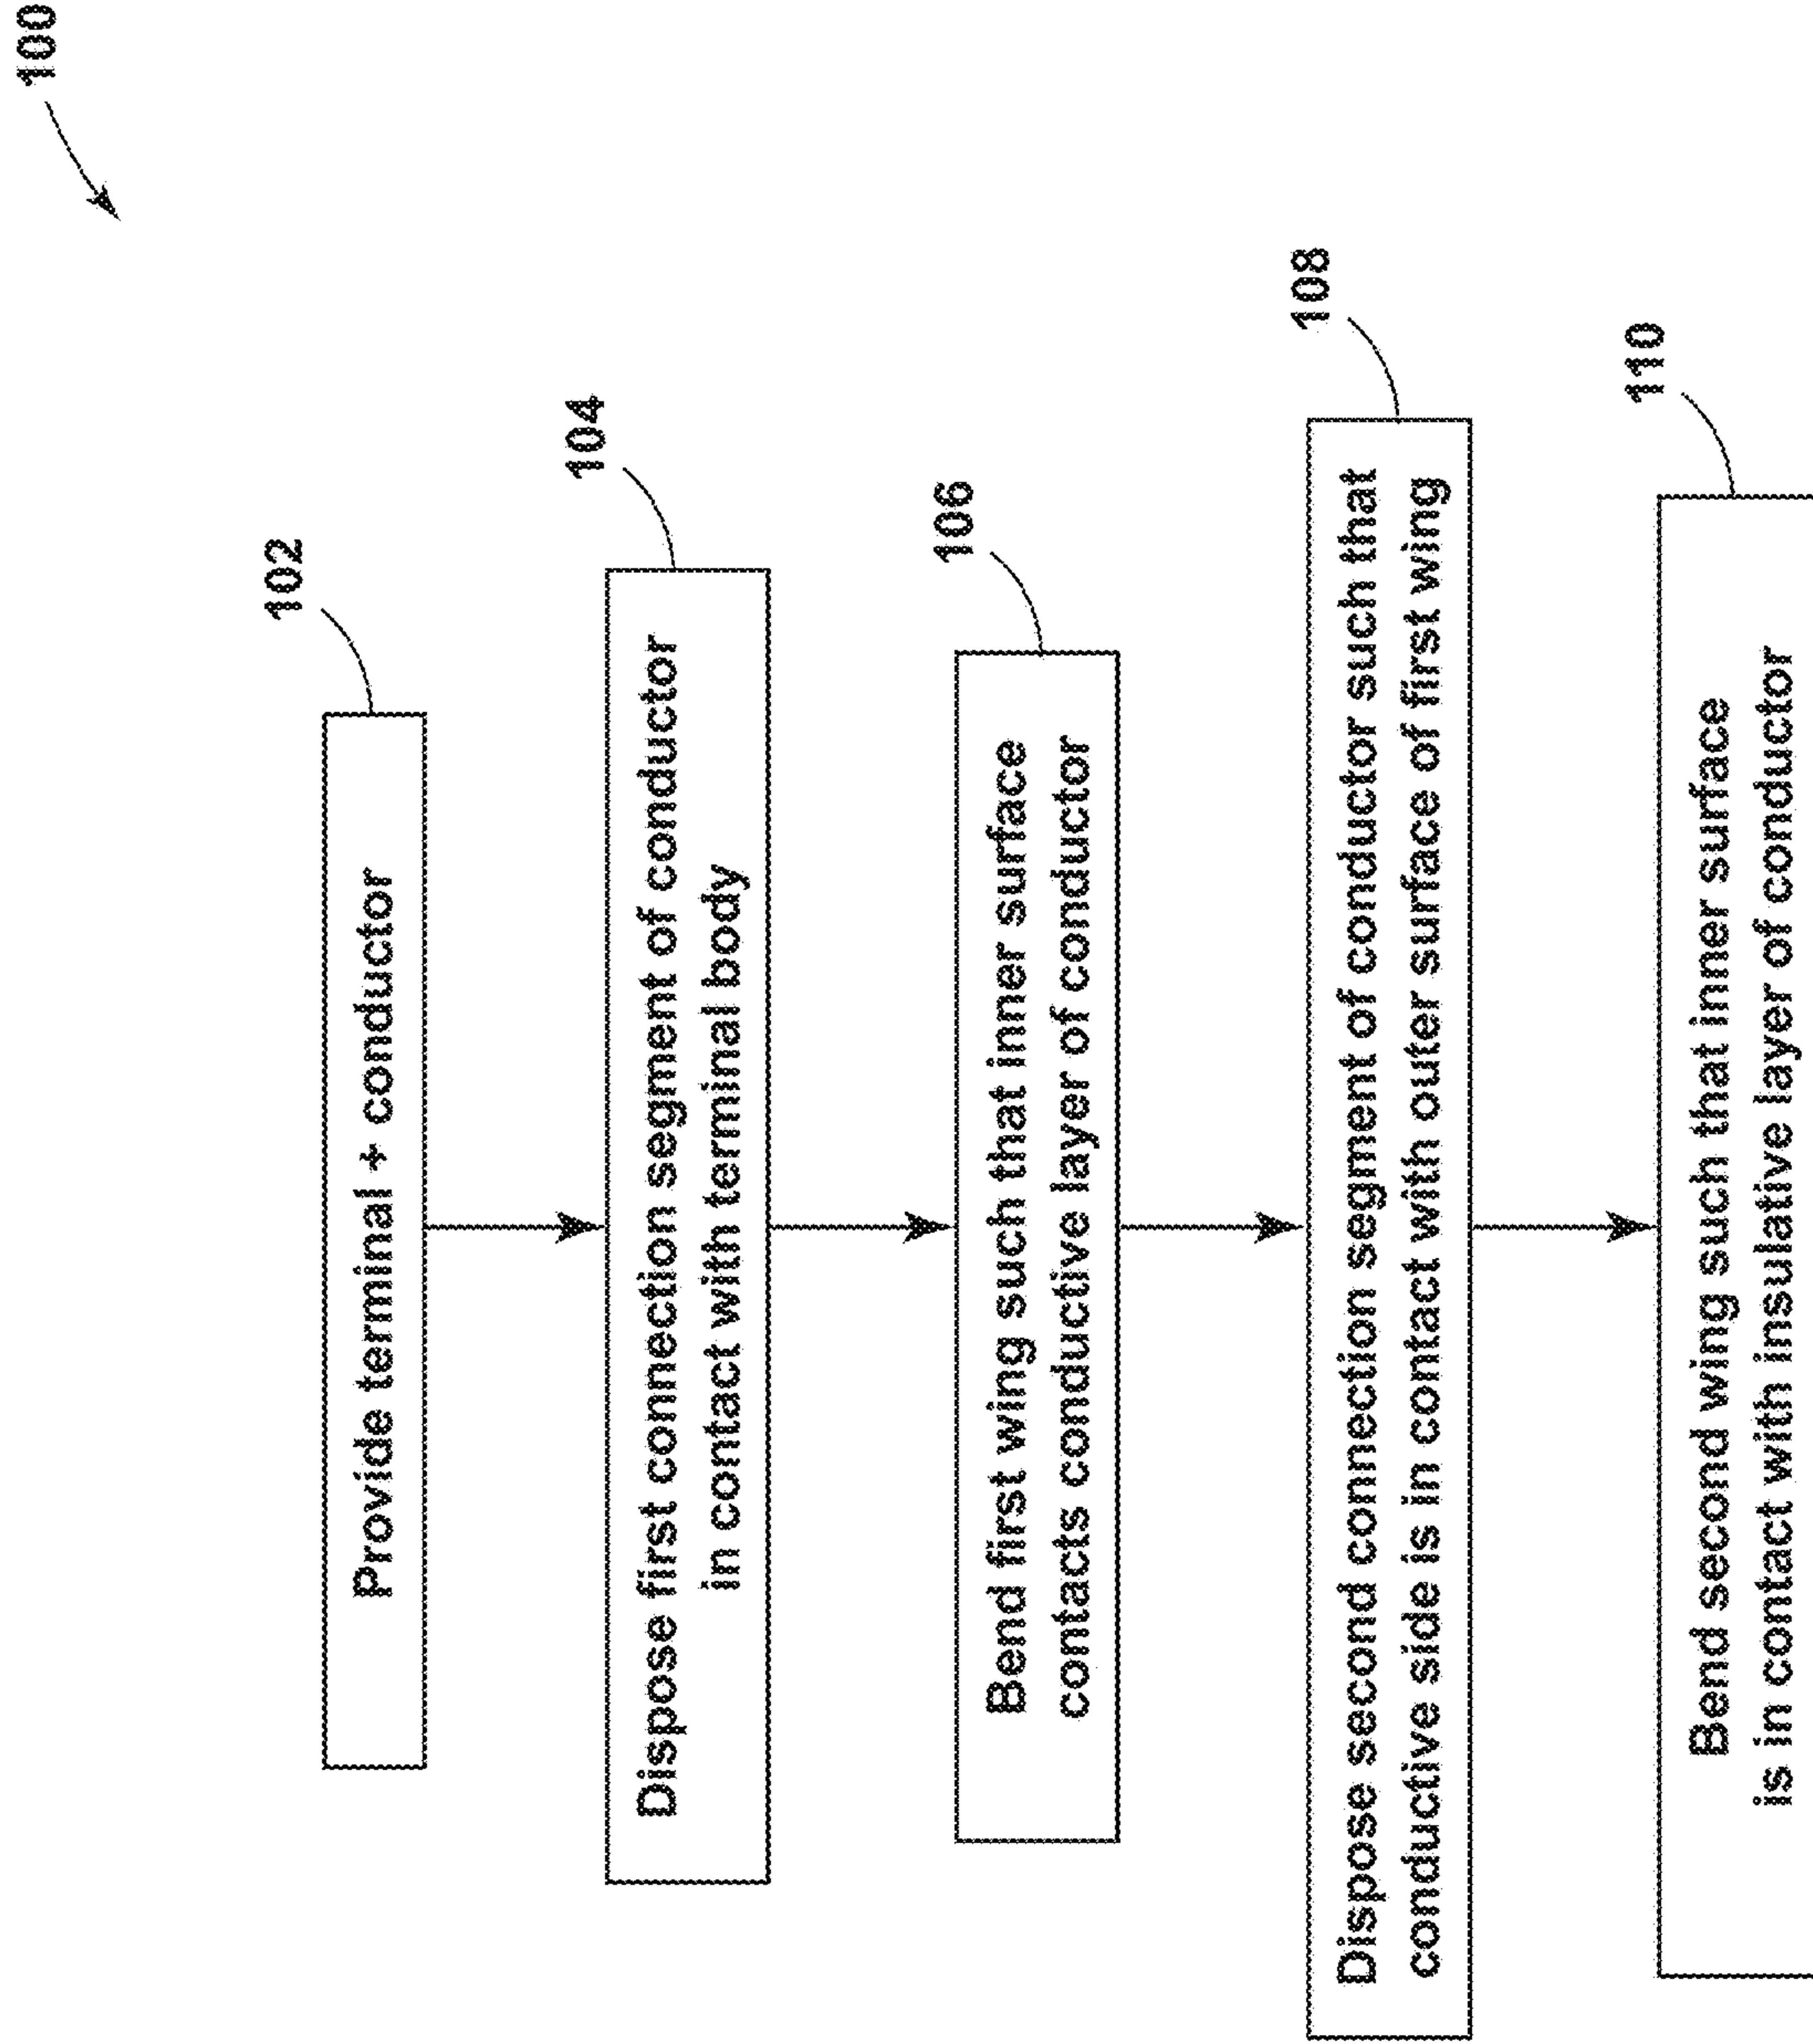 100
102
Provide terminal + conductor
104
Dispose first connection segment of conductor
in contact with terminal body
106
Bend first wing such that inner surface
contacts conductive layer of conductor
108
Dispose second connection segment of conductor such that
conductive side is in contact with outer surface of first wing
110
Bend second wing such that inner surface
is in contact with insulative layer of conductor